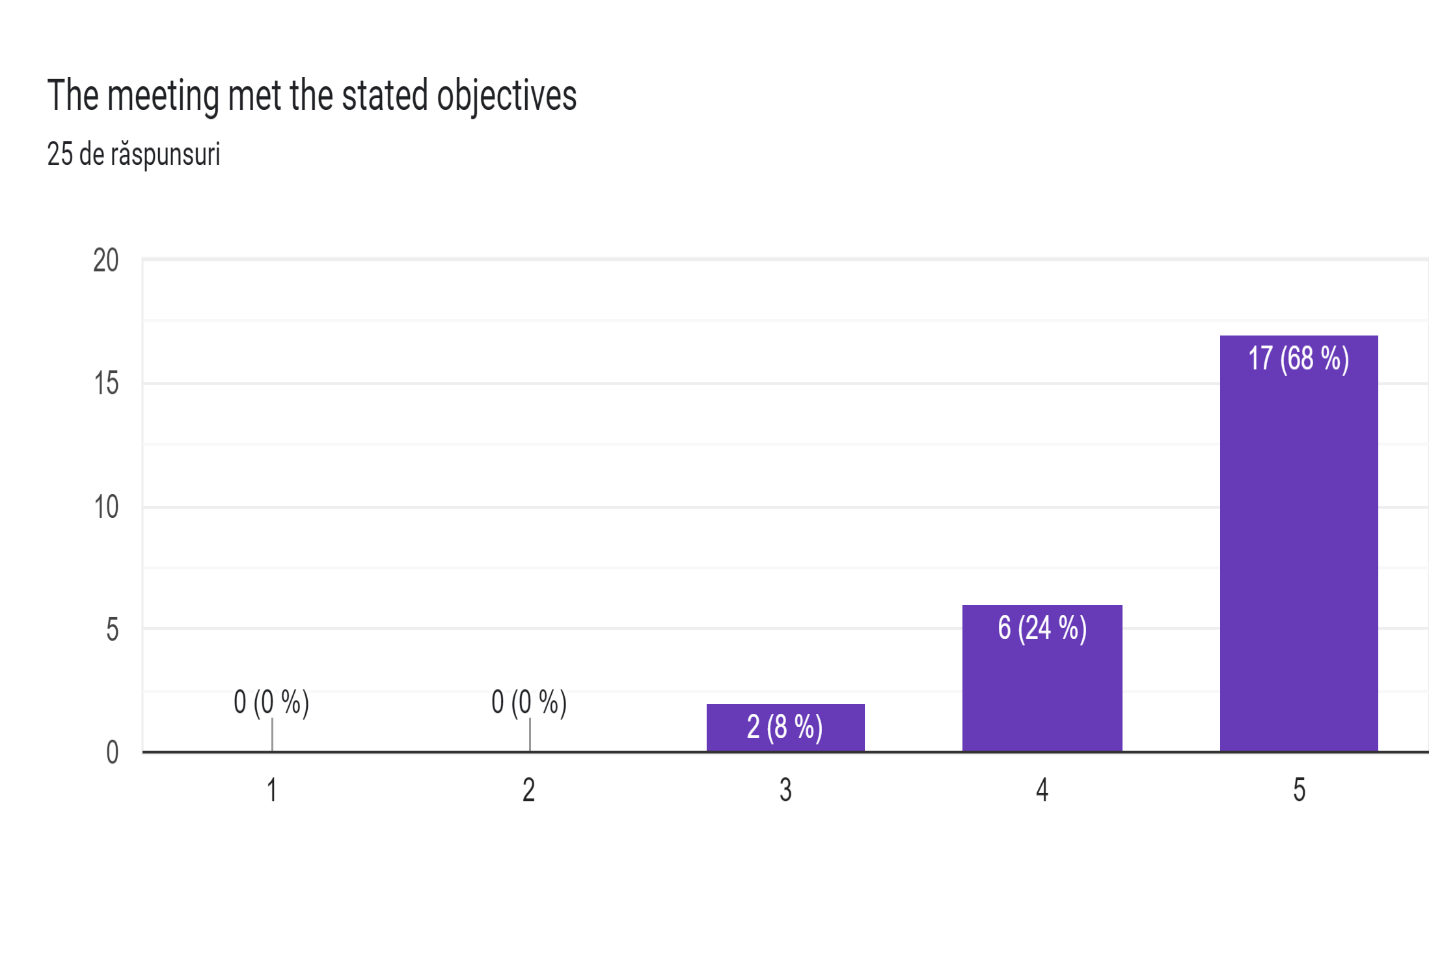 The meeting met the stated objectives
25 de răspunsuri
20
15
10
5
0
0 (0 %)
0 (0 %)
2 (8 %)
6 (24 %)
17 (68 %)
1
2
3
4
5